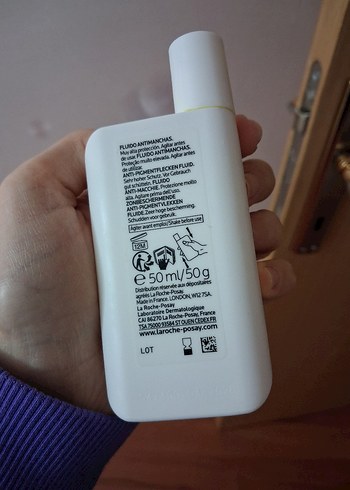 FLUIDO ANTIMANCHAS.
Muy alta protección. Agitar antes
de usar. FLUIDO ANTIMANCHAS.
Proteção muito elevada. Agitar antes
de utilizar.
ANTI-PIGMENTFLECKEN FLUID.
Sehr hoher Schutz. Vor Gebrauch
gut schütteln. FLUIDO
ANTI-MACCHIE. Protezione molto
alta. Agitare prima dell'uso.
ZONBESCHERMENDE
ANTI-PIGMENTVLEKKEN
FLUIDE. Zeer hoge bescherming.
Schudden voor gebruik.
Agiter avant emploi/Shake before use
12M
℮ 50 ml/50 g
Distribution réservée aux dépositaires
agréés La Roche-Posay
Made in France. LONDON, W12 7SA.
La Roche-Posay
Laboratoire Dermatologique
CAI 86270 La Roche-Posay, France
TSA 75000 93584 ST OUEN CEDEX FR
www.laroche-posay.com
LOT